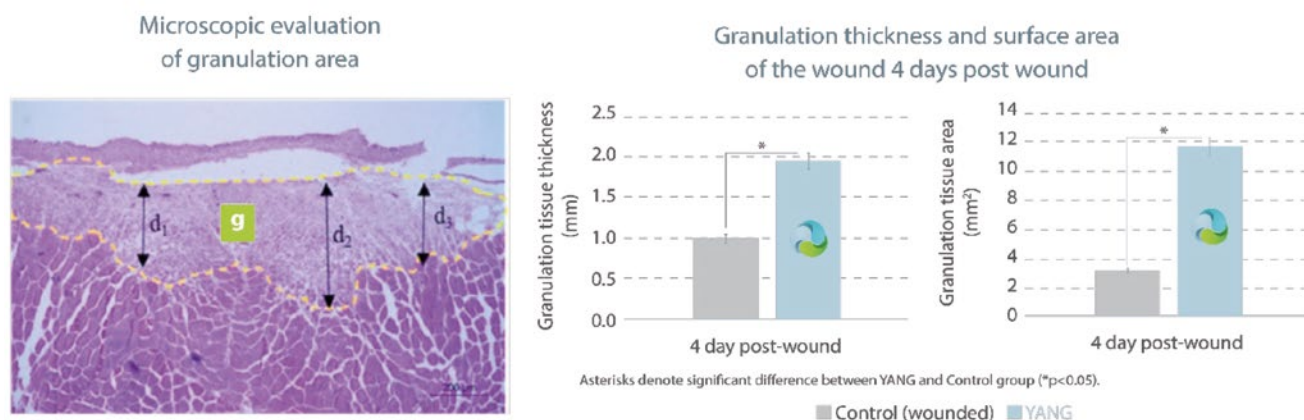 Microscopic evaluation
of granulation area
d1
g
d2
d3
Granulation thickness and surface area
of the wound 4 days post wound
Granulation tissue thickness
(mm)
2.5
2.0
1.5
1.0
0.5
0.0
*
4 day post-wound
Granulation tissue area
(mm²)
14
12
10
8
6
4
2
0
*
4 day post-wound
Asterisks denote significant difference between YANG and Control group (*p<0.05).
Control (wounded) YANG